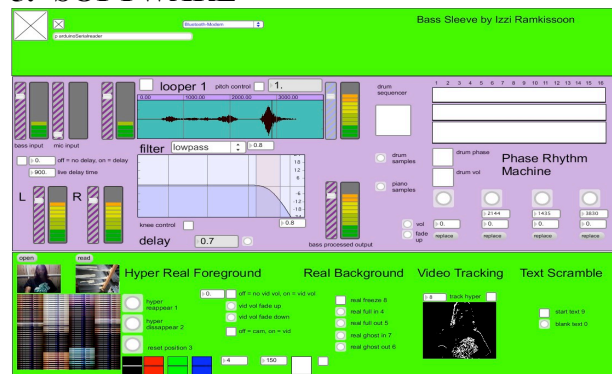 Bass Sleeve by Izzi Ramkissoon
Bluetooth-Modem
p arduinoSerialreader
looper 1 pitch control 1.
0.00 1000.00 2000.00 3000.00
bass input mic input
drum sequencer
1 2 3 4 5 6 7 8 9 10 11 12 13 14 15 16
0. off = no delay, on = delay
900. live delay time
L R
filter lowpass 0.8
18
12
6
-6
-12
-18
knee control 0.8
delay 0.7
bass processed output
drum samples
piano samples
drum phase
drum vol
Phase Rhythm Machine
2144 1435 3830
vol 0. 0. 0. 0.
fade up replace replace replace replace
open read
Hyper Real Foreground Real Background Video Tracking Text Scramble
hyper reappear 1
hyper dissappear 2
reset position 3
0. off = no vid vol, on = vid vol
vid vol fade up
vid vol fade down
off = cam, on = vid
4 150
real freeze 8
real full in 4
real full out 5
real ghost in 7
real ghost out 6
8 track hyper
start text 9
blank text 0